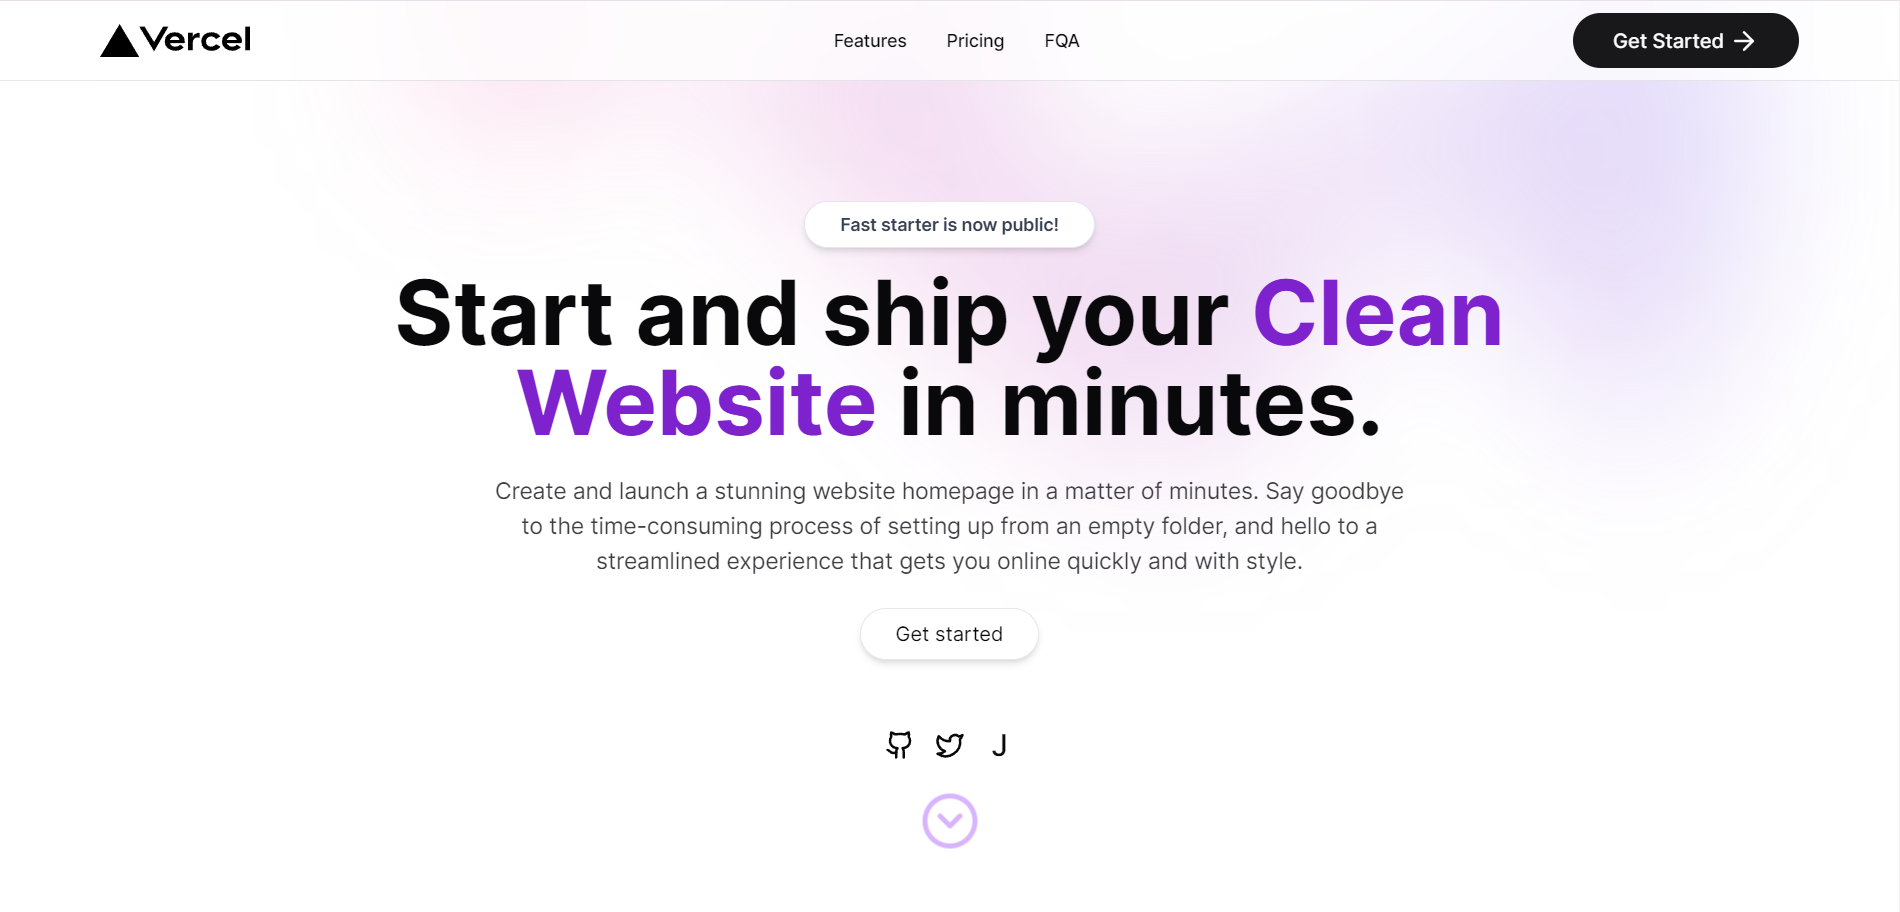 Vercel
Features
Pricing
FQA
Get Started
Fast starter is now public!
Start and ship your Clean
Website in minutes.
Create and launch a stunning website homepage in a matter of minutes. Say goodbye
to the time-consuming process of setting up from an empty folder, and hello to a
streamlined experience that gets you online quickly and with style.
Get started
J